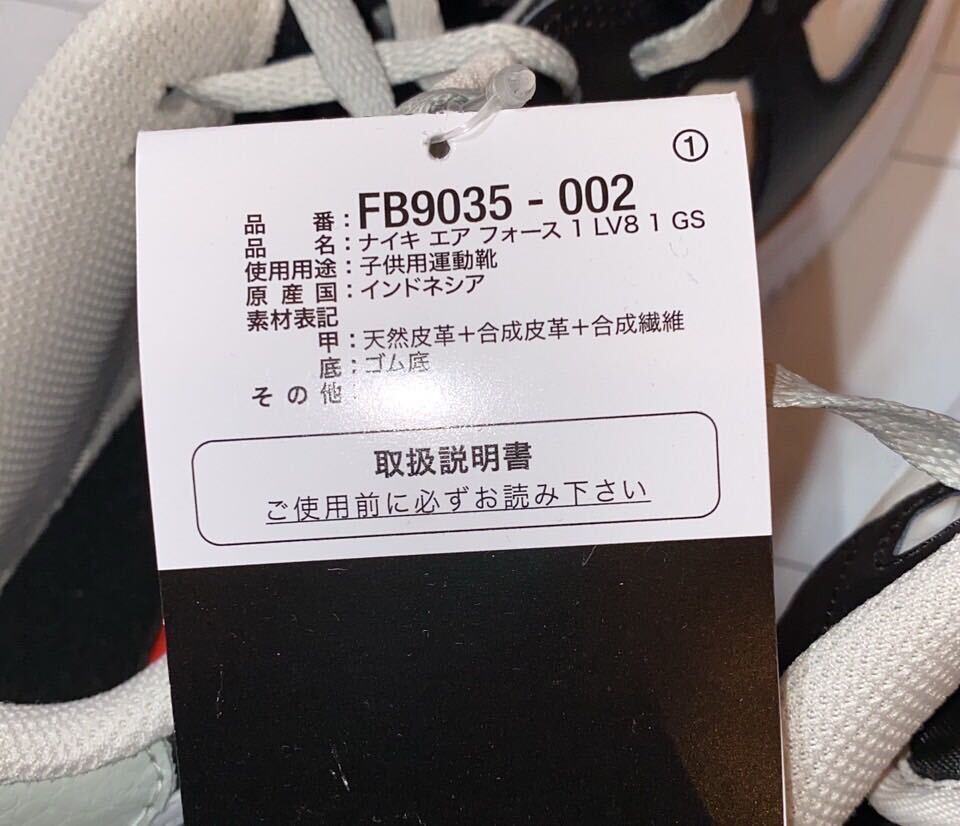 ①
品番：FB9035 - 002
品名：ナイキ エア フォース 1 LV8 1 GS
使用用途：子供用運動靴
原産国：インドネシア
素材表記
甲：天然皮革＋合成皮革＋合成繊維
底：ゴム底
その他：
取扱説明書
ご使用前に必ずお読み下さい